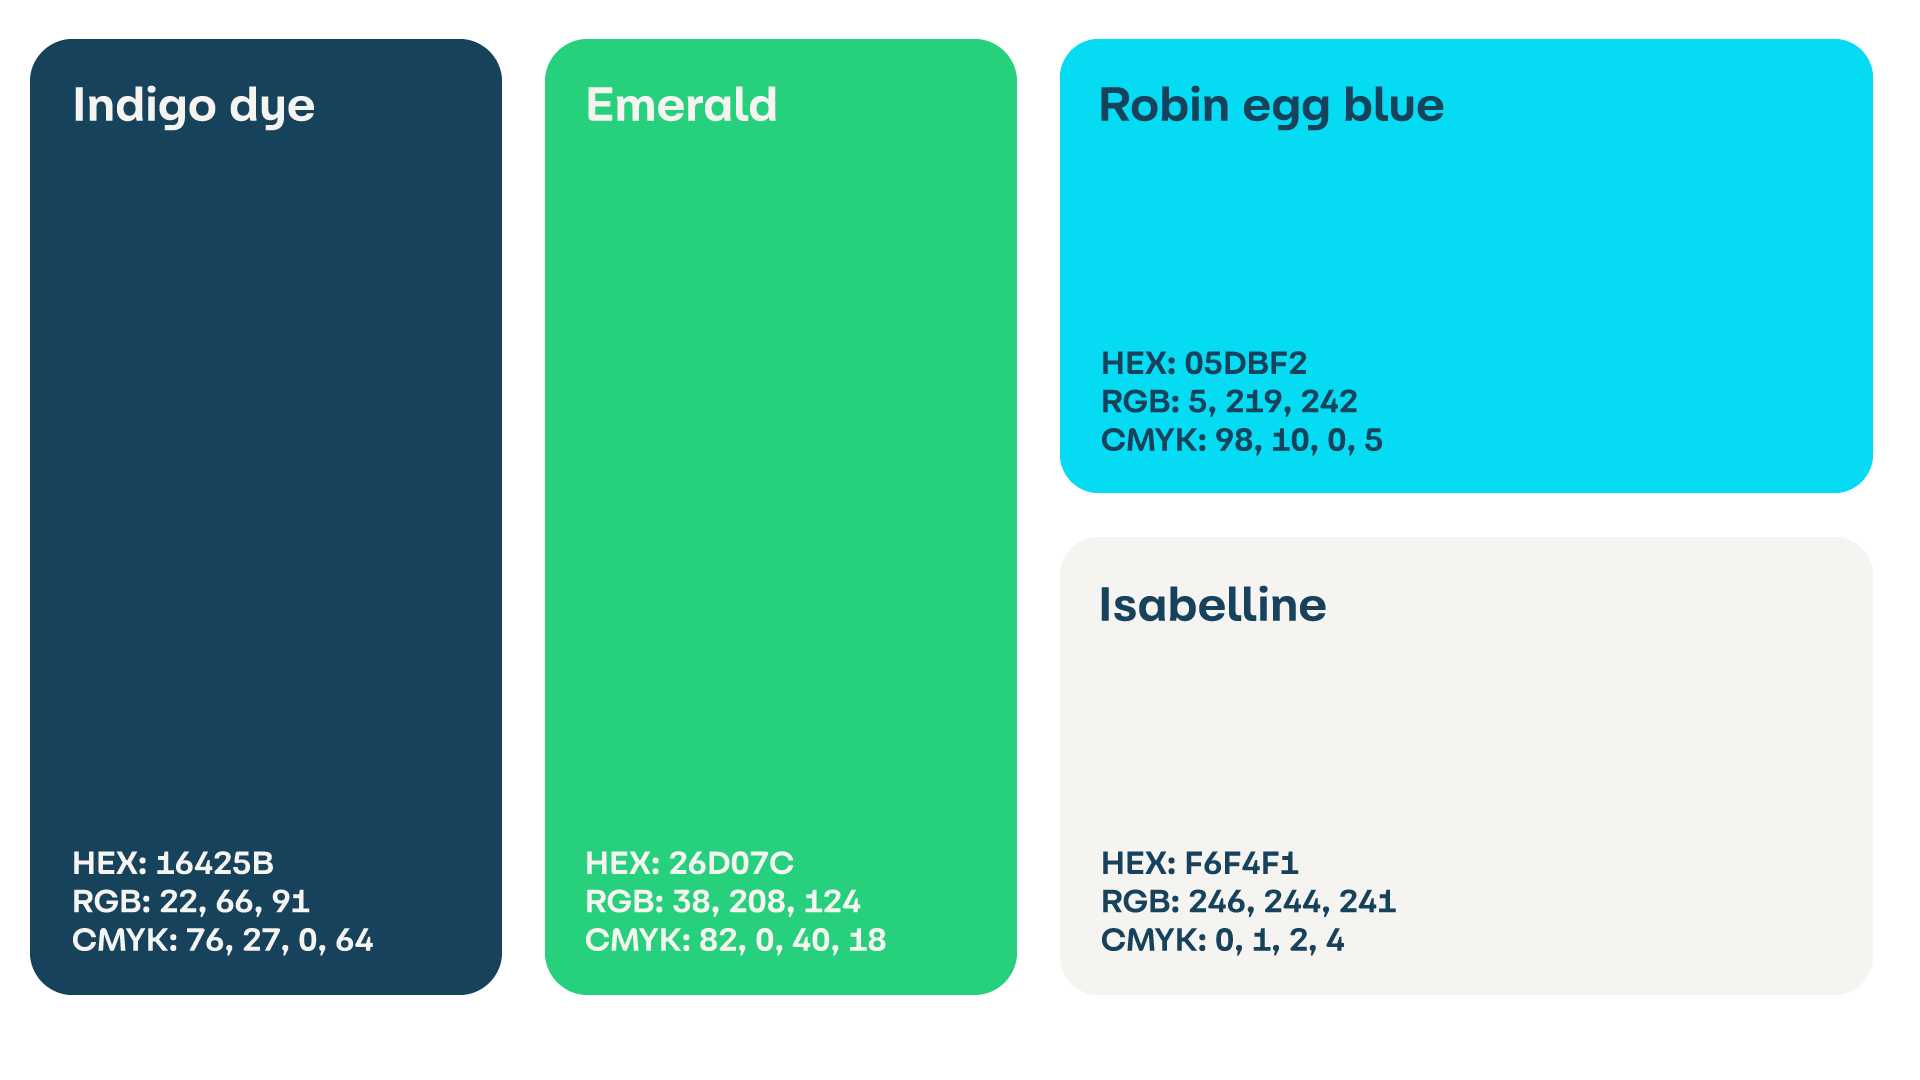 Indigo dye
HEX: 16425B
RGB: 22, 66, 91
CMYK: 76, 27, 0, 64
Emerald
HEX: 26D07C
RGB: 38, 208, 124
CMYK: 82, 0, 40, 18
Robin egg blue
HEX: 05DBF2
RGB: 5, 219, 242
CMYK: 98, 10, 0, 5
Isabelline
HEX: F6F4F1
RGB: 246, 244, 241
CMYK: 0, 1, 2, 4